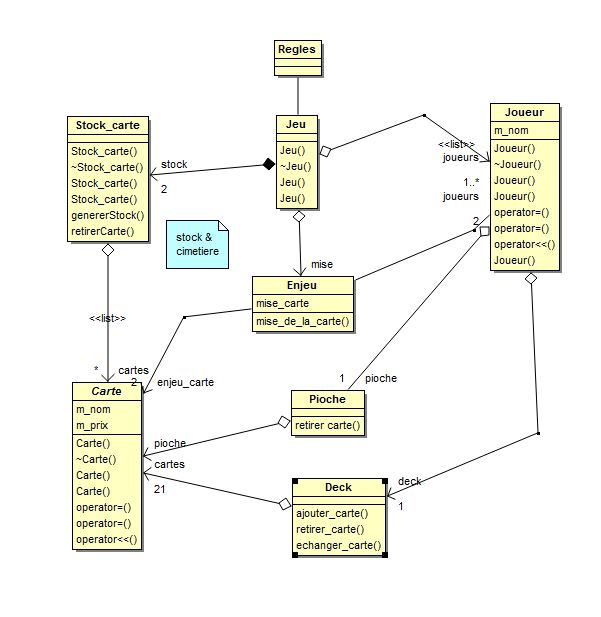 Regles
Stock_carte
Stock_carte()
~Stock_carte()
Stock_carte()
Stock_carte()
genererStock()
retirerCarte()
stock
2
Jeu
Jeu()
~Jeu()
Jeu()
Jeu()
<<list>>
joueurs
1..*
joueurs
2
Joueur
m_nom
Joueur()
~Joueur()
Joueur()
Joueur()
operator=()
operator=()
operator<<()
Joueur()
stock &
cimetiere
mise
Enjeu
mise_carte
mise_de_la_carte()
<<list>>
* cartes
2
enjeu_carte
1 pioche
Carte
m_nom
m_prix
Carte()
~Carte()
Carte()
Carte()
operator=()
operator=()
operator<<()
Pioche
retirer carte()
pioche
cartes
21
Deck
ajouter_carte()
retirer_carte()
echanger_carte()
deck
1